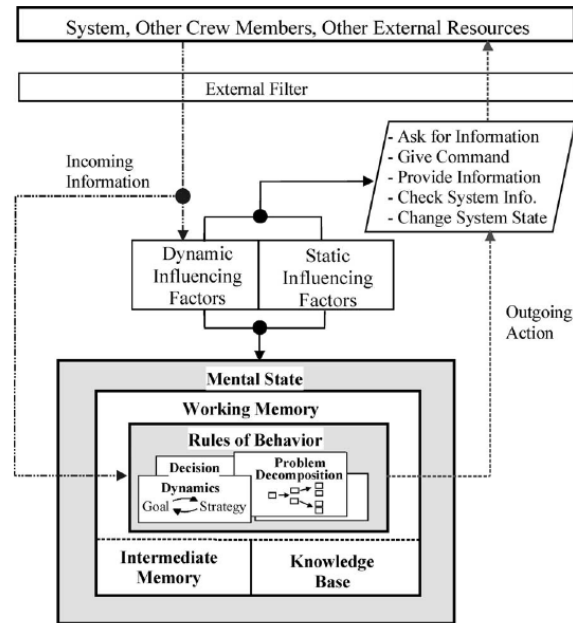 System, Other Crew Members, Other External Resources
External Filter
- Ask for Information
- Give Command
- Provide Information
- Check System Info.
- Change System State
Incoming
Information
Dynamic
Influencing
Factors
Static
Influencing
Factors
Outgoing
Action
Mental State
Working Memory
Rules of Behavior
Decision
Problem
Decomposition
Dynamics
Goal
Strategy
Intermediate
Memory
Knowledge
Base